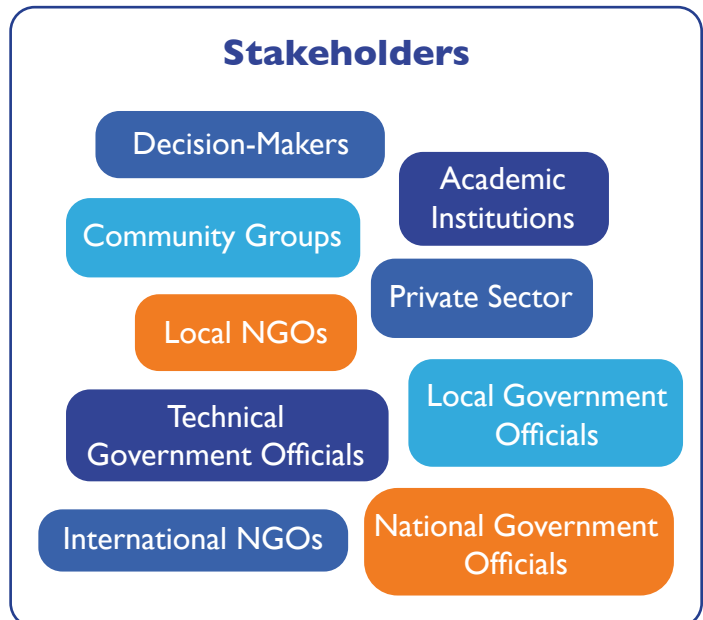 Stakeholders
Decision-Makers
Academic
Institutions
Community Groups
Private Sector
Local NGOs
Local Government
Officials
Technical
Government Officials
National Government
Officials
International NGOs